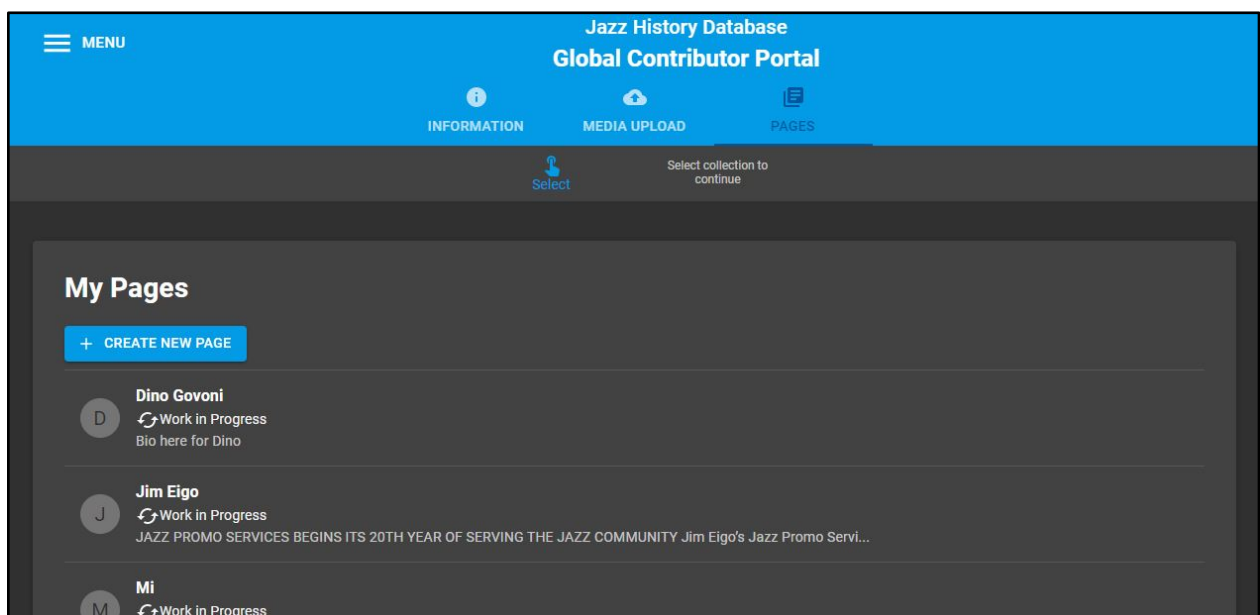 MENU
Jazz History Database
Global Contributor Portal
INFORMATION
MEDIA UPLOAD
PAGES
Select
Select collection to
continue
My Pages
+ CREATE NEW PAGE
D
Dino Govoni
Work in Progress
Bio here for Dino
J
Jim Eigo
Work in Progress
JAZZ PROMO SERVICES BEGINS ITS 20TH YEAR OF SERVING THE JAZZ COMMUNITY Jim Eigo's Jazz Promo Servi...
M
Mi
Work in Progress